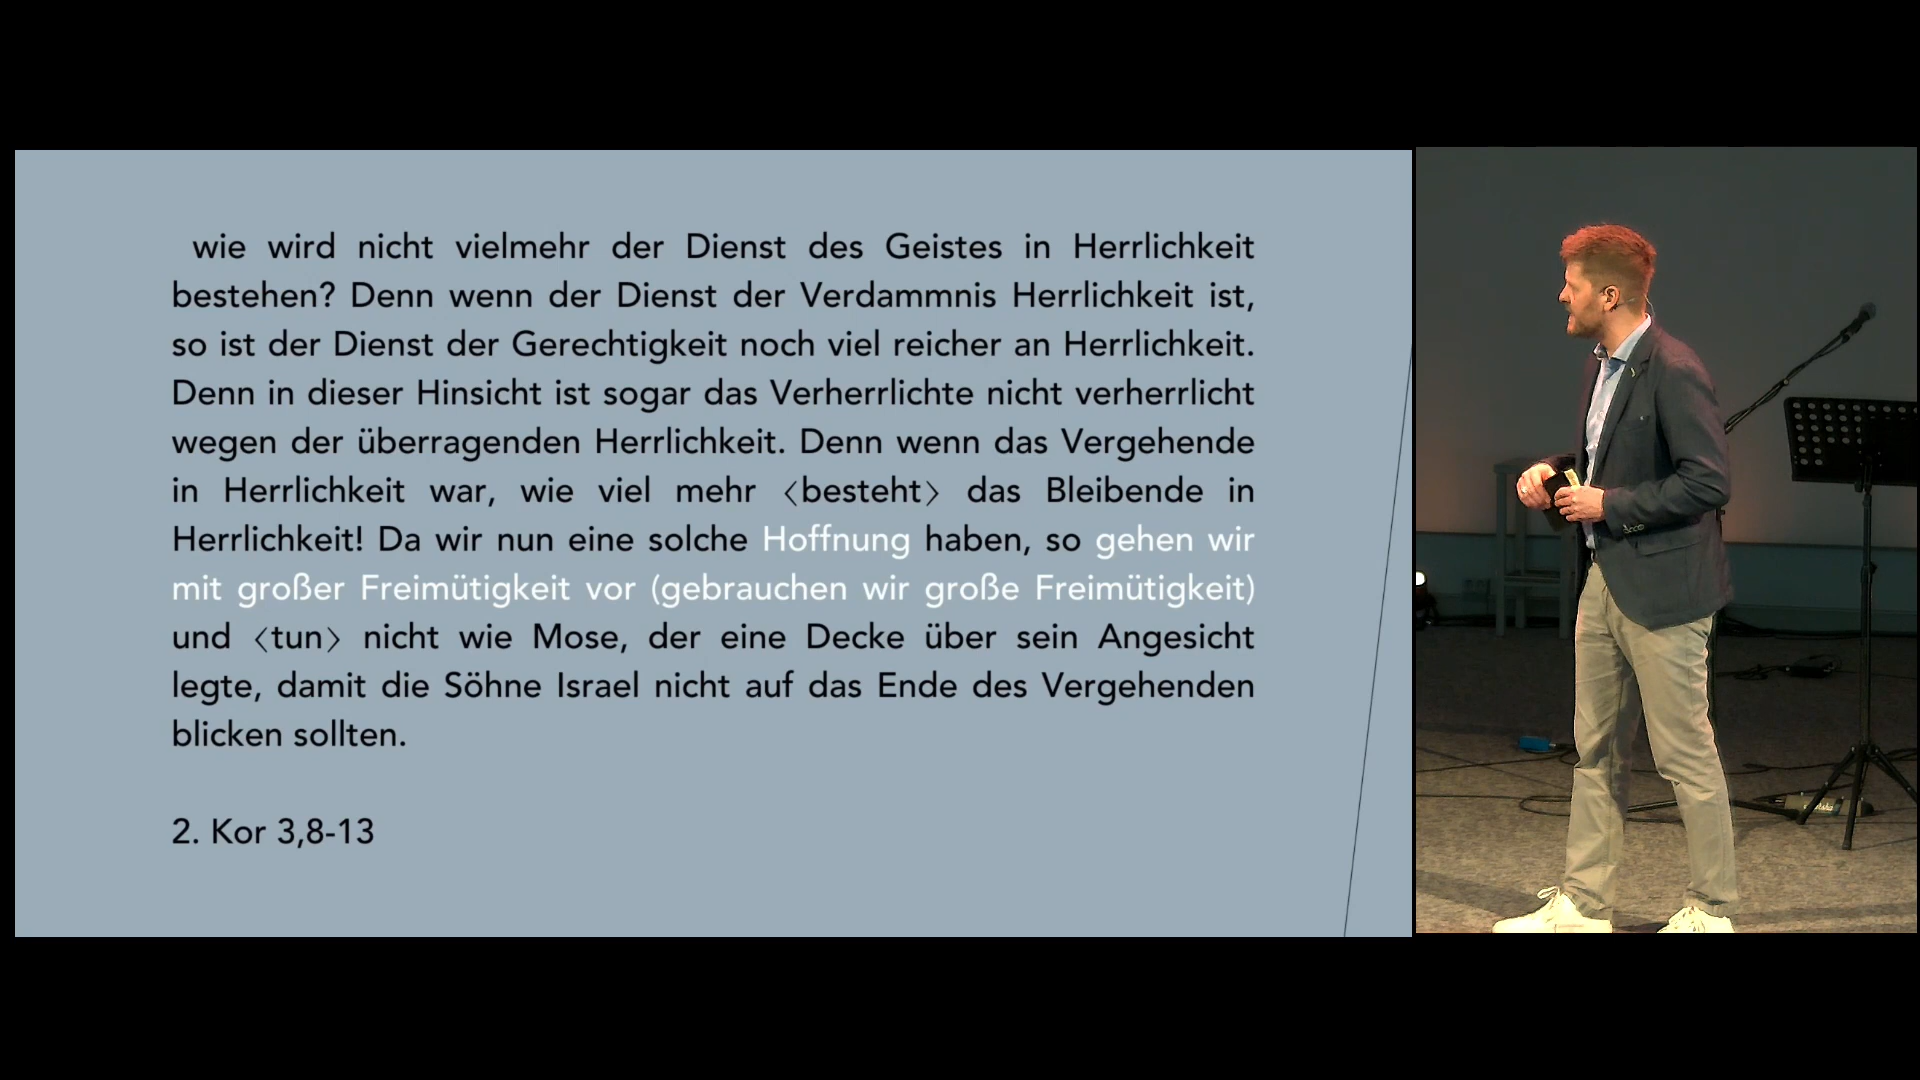 wie wird nicht vielmehr der Dienst des Geistes in Herrlichkeit
bestehen? Denn wenn der Dienst der Verdammnis Herrlichkeit ist,
so ist der Dienst der Gerechtigkeit noch viel reicher an Herrlichkeit.
Denn in dieser Hinsicht ist sogar das Verherrlichte nicht verherrlicht
wegen der überragenden Herrlichkeit. Denn wenn das Vergehende
in Herrlichkeit war, wie viel mehr 〈besteht〉 das Bleibende in
Herrlichkeit! Da wir nun eine solche Hoffnung haben, so gehen wir
mit großer Freimütigkeit vor (gebrauchen wir große Freimütigkeit)
und 〈tun〉 nicht wie Mose, der eine Decke über sein Angesicht
legte, damit die Söhne Israel nicht auf das Ende des Vergehenden
blicken sollten.
2. Kor 3,8-13